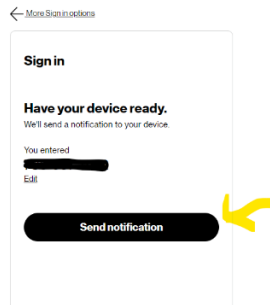 More Sign in options
Sign in
Have your device ready.
We'll send a notification to your device.
You entered
Edit
Send notification